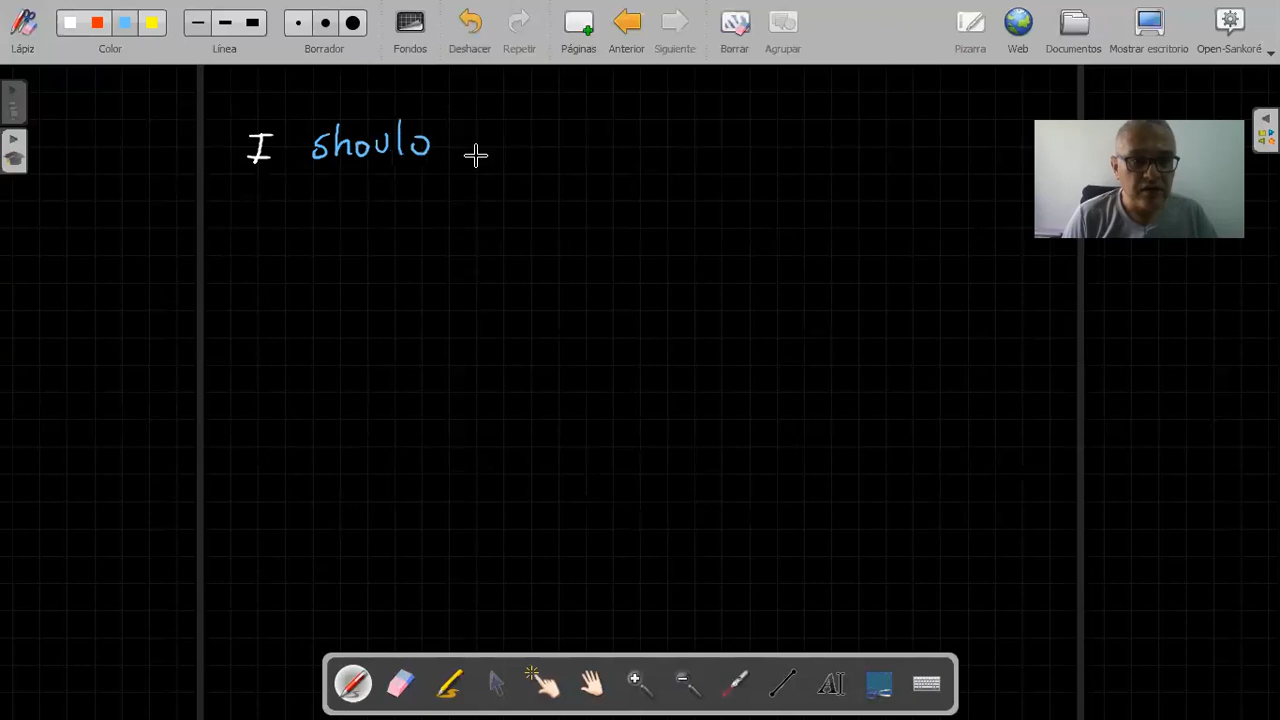 Lápiz Color Línea Borrador Fondos Deshacer Repetir Páginas Anterior Siguiente Borrar Agrupar Pizarra Web Documentos Mostrar escritorio Open-Sankoré
I shoulo
AI